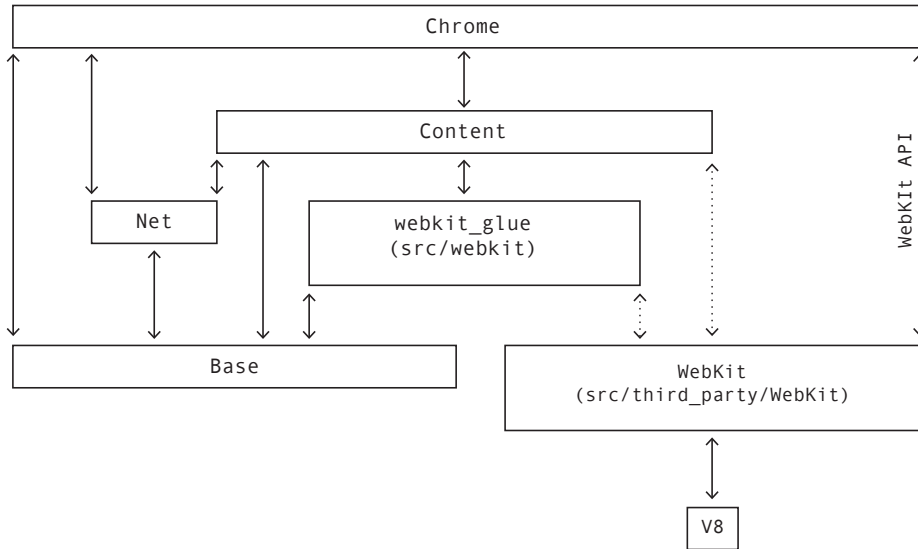 Chrome
Content
WebKIt API
Net
webkit_glue
(src/webkit)
Base
WebKit
(src/third_party/WebKit)
V8